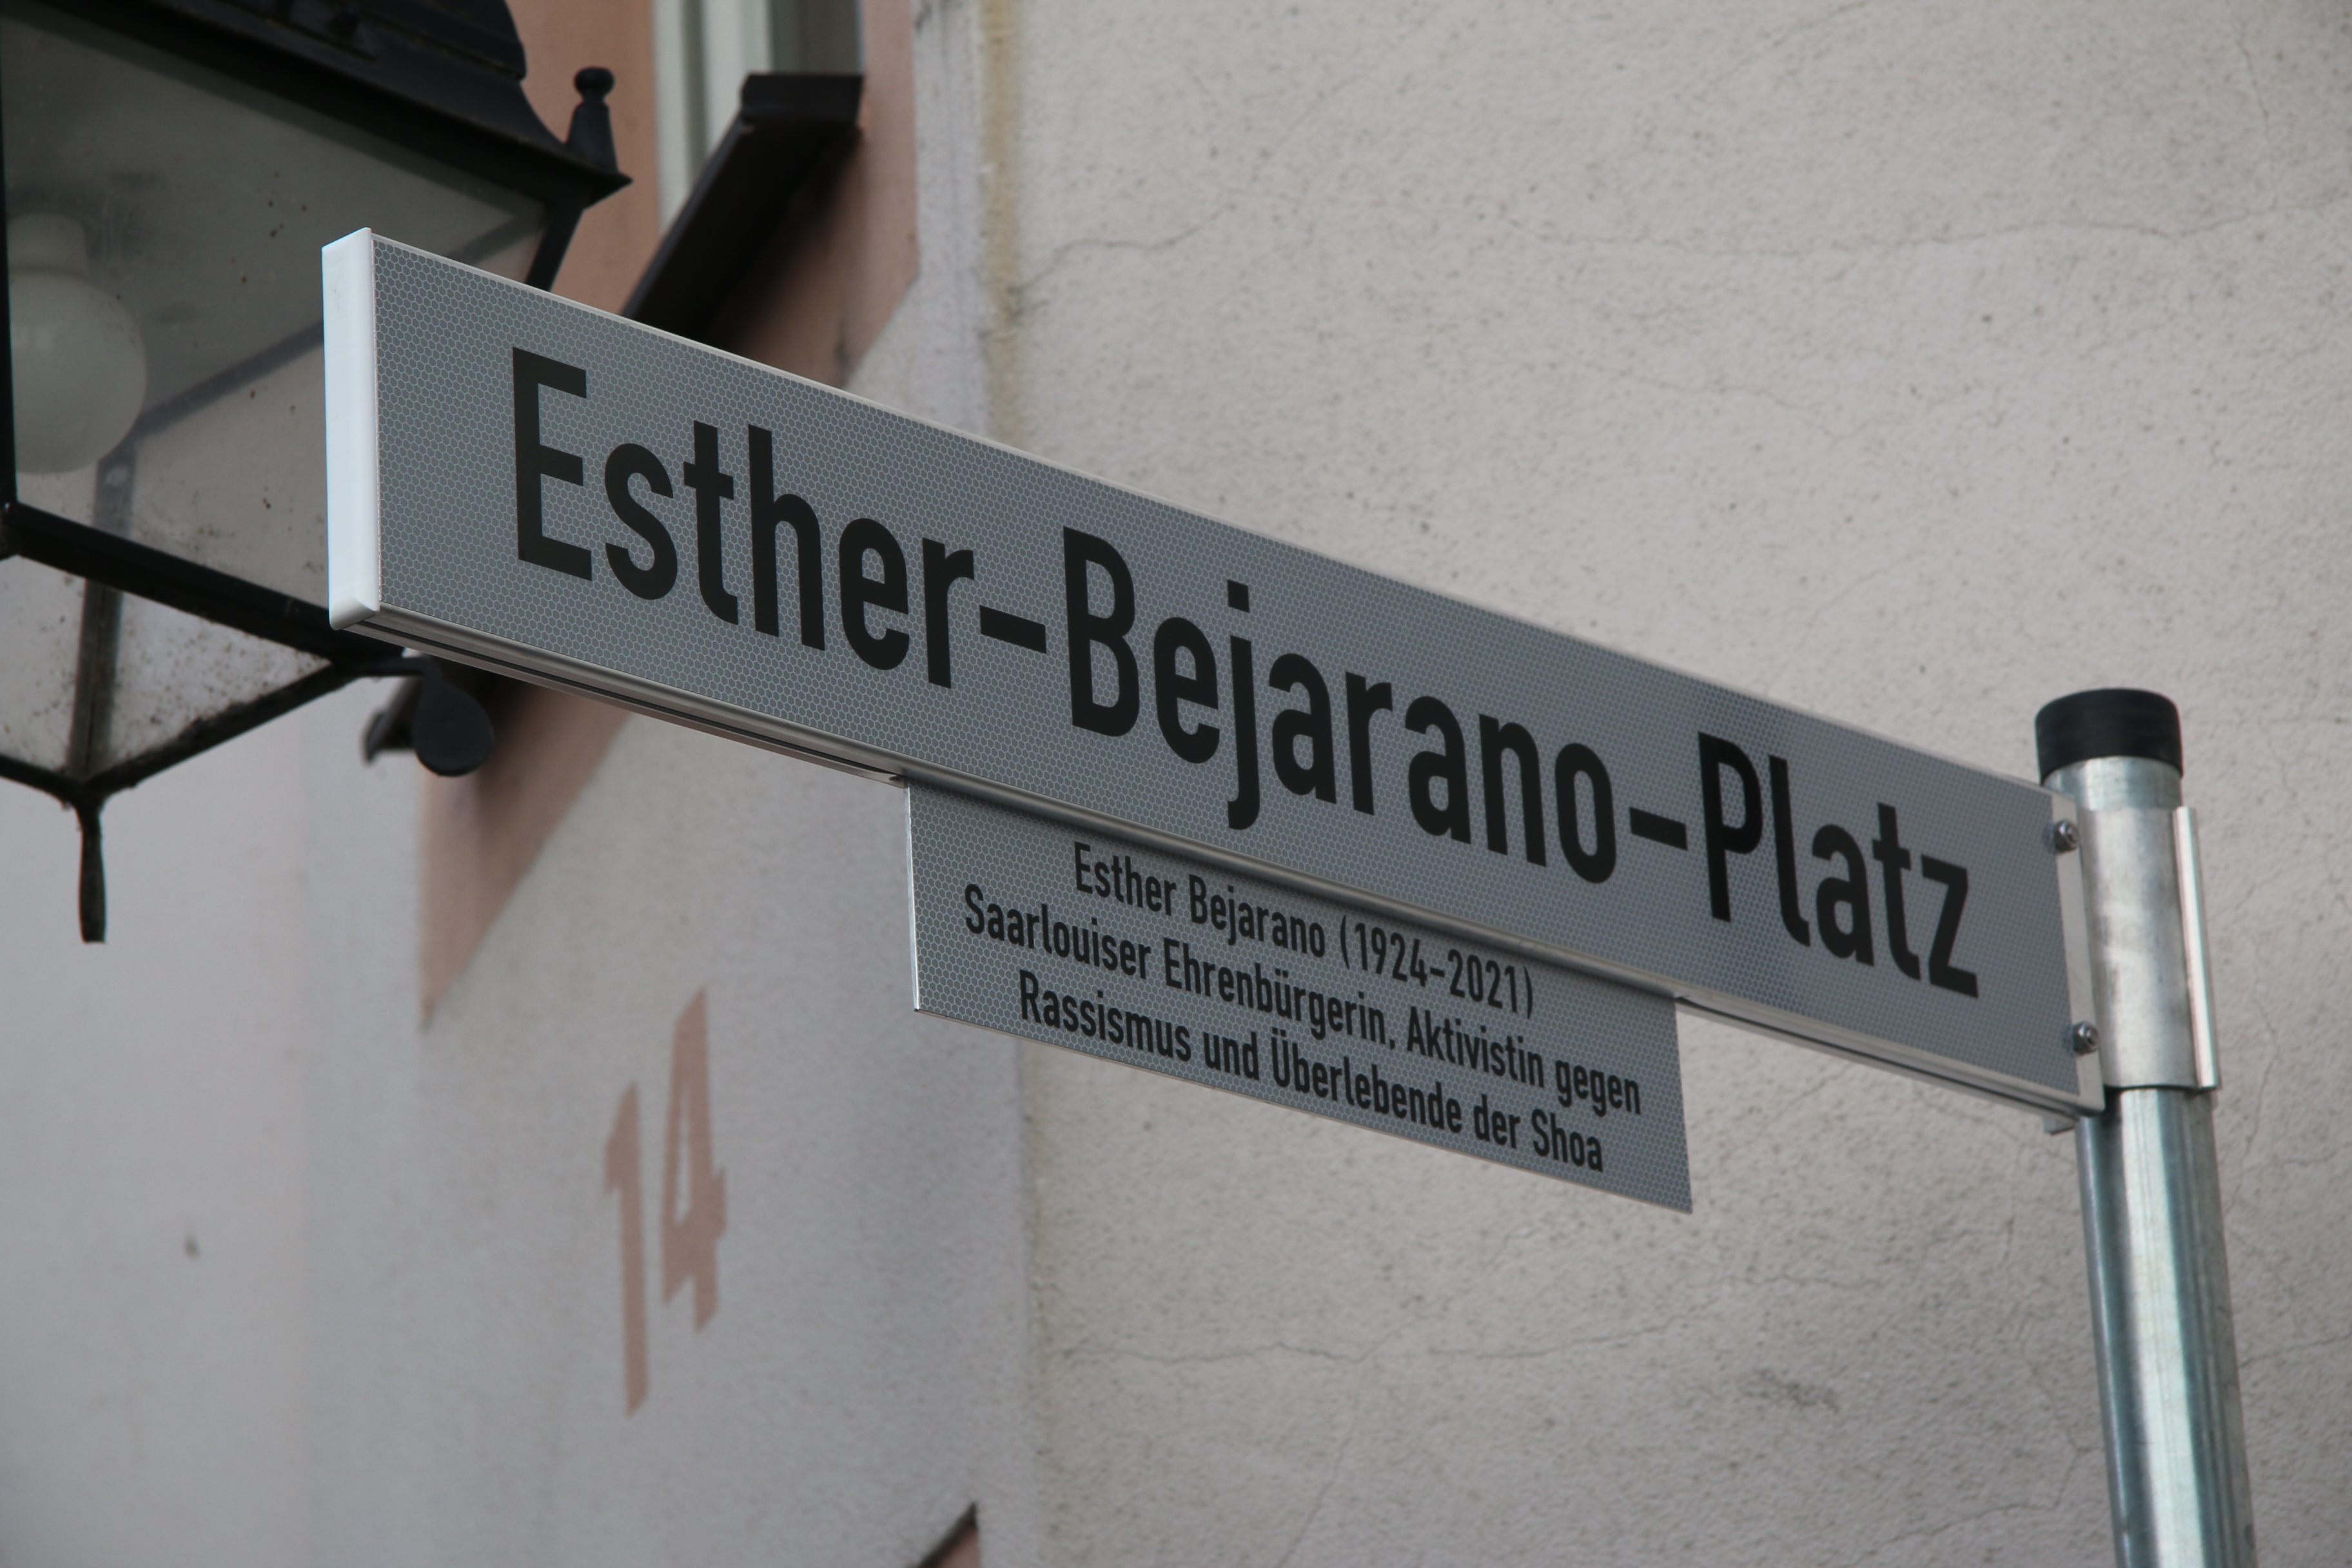 Esther-Bejarano-Platz
Esther Bejarano (1924-2021)
Saarlouiser Ehrenbürgerin, Aktivistin gegen
Rassismus und Überlebende der Shoa
14